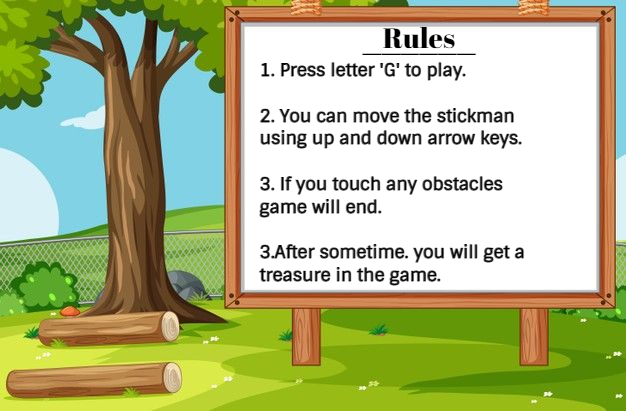 Rules
1. Press letter 'G' to play.
2. You can move the stickman
using up and down arrow keys.
3. If you touch any obstacles
game will end.
3.After sometime. you will get a
treasure in the game.